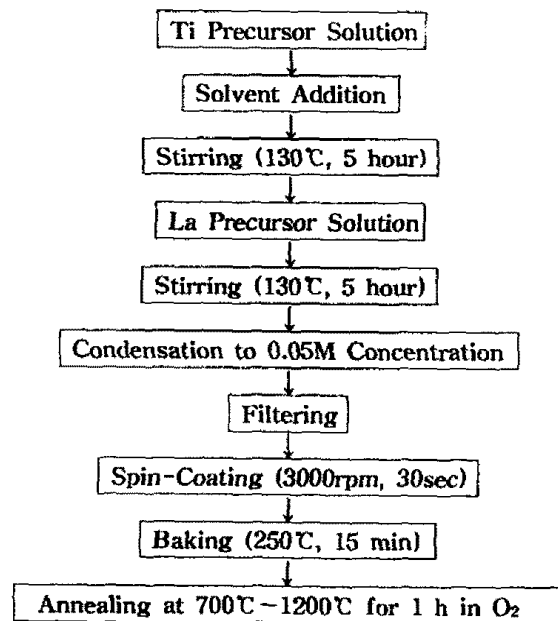 Ti Precursor Solution
Solvent Addition
Stirring (130℃, 5 hour)
La Precursor Solution
Stirring (130℃, 5 hour)
Condensation to 0.05M Concentration
Filtering
Spin-Coating (3000rpm, 30sec)
Baking (250℃, 15 min)
Annealing at 700℃~1200℃ for 1 h in O₂